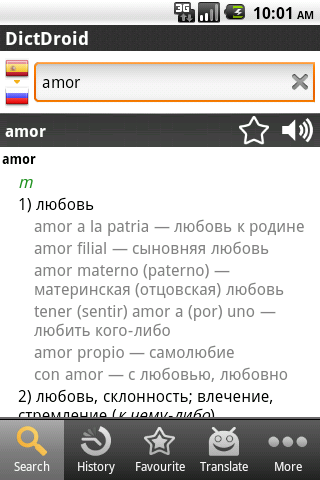 3G 10:01 AM
DictDroid
amor
amor
amor
m
1) любовь
amor a la patria — любовь к родине
amor filial — сыновняя любовь
amor materno (paterno) —
материнская (отцовская) любовь
tener (sentir) amor a (por) uno —
любить кого-либо
amor propio — самолюбие
con amor — с любовью, любовно
2) любовь, склонность; влечение,
стремление (к чему-либо)
Search History Favourite Translate More